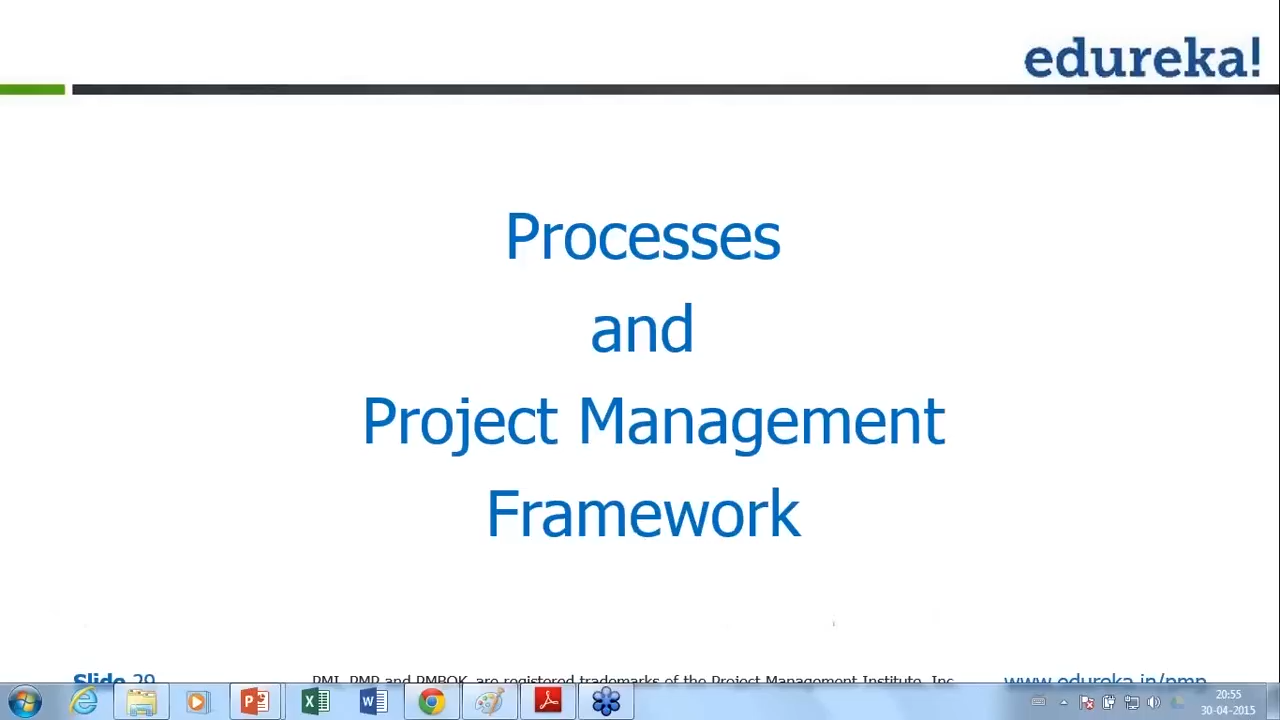 edureka!
Processes
and
Project Management
Framework
Slide 29
PMI, PMP and PMBOK, are registered trademarks of the Project Management Institute, Inc
www.edureka.in/pmp
20:55
30-04-2015